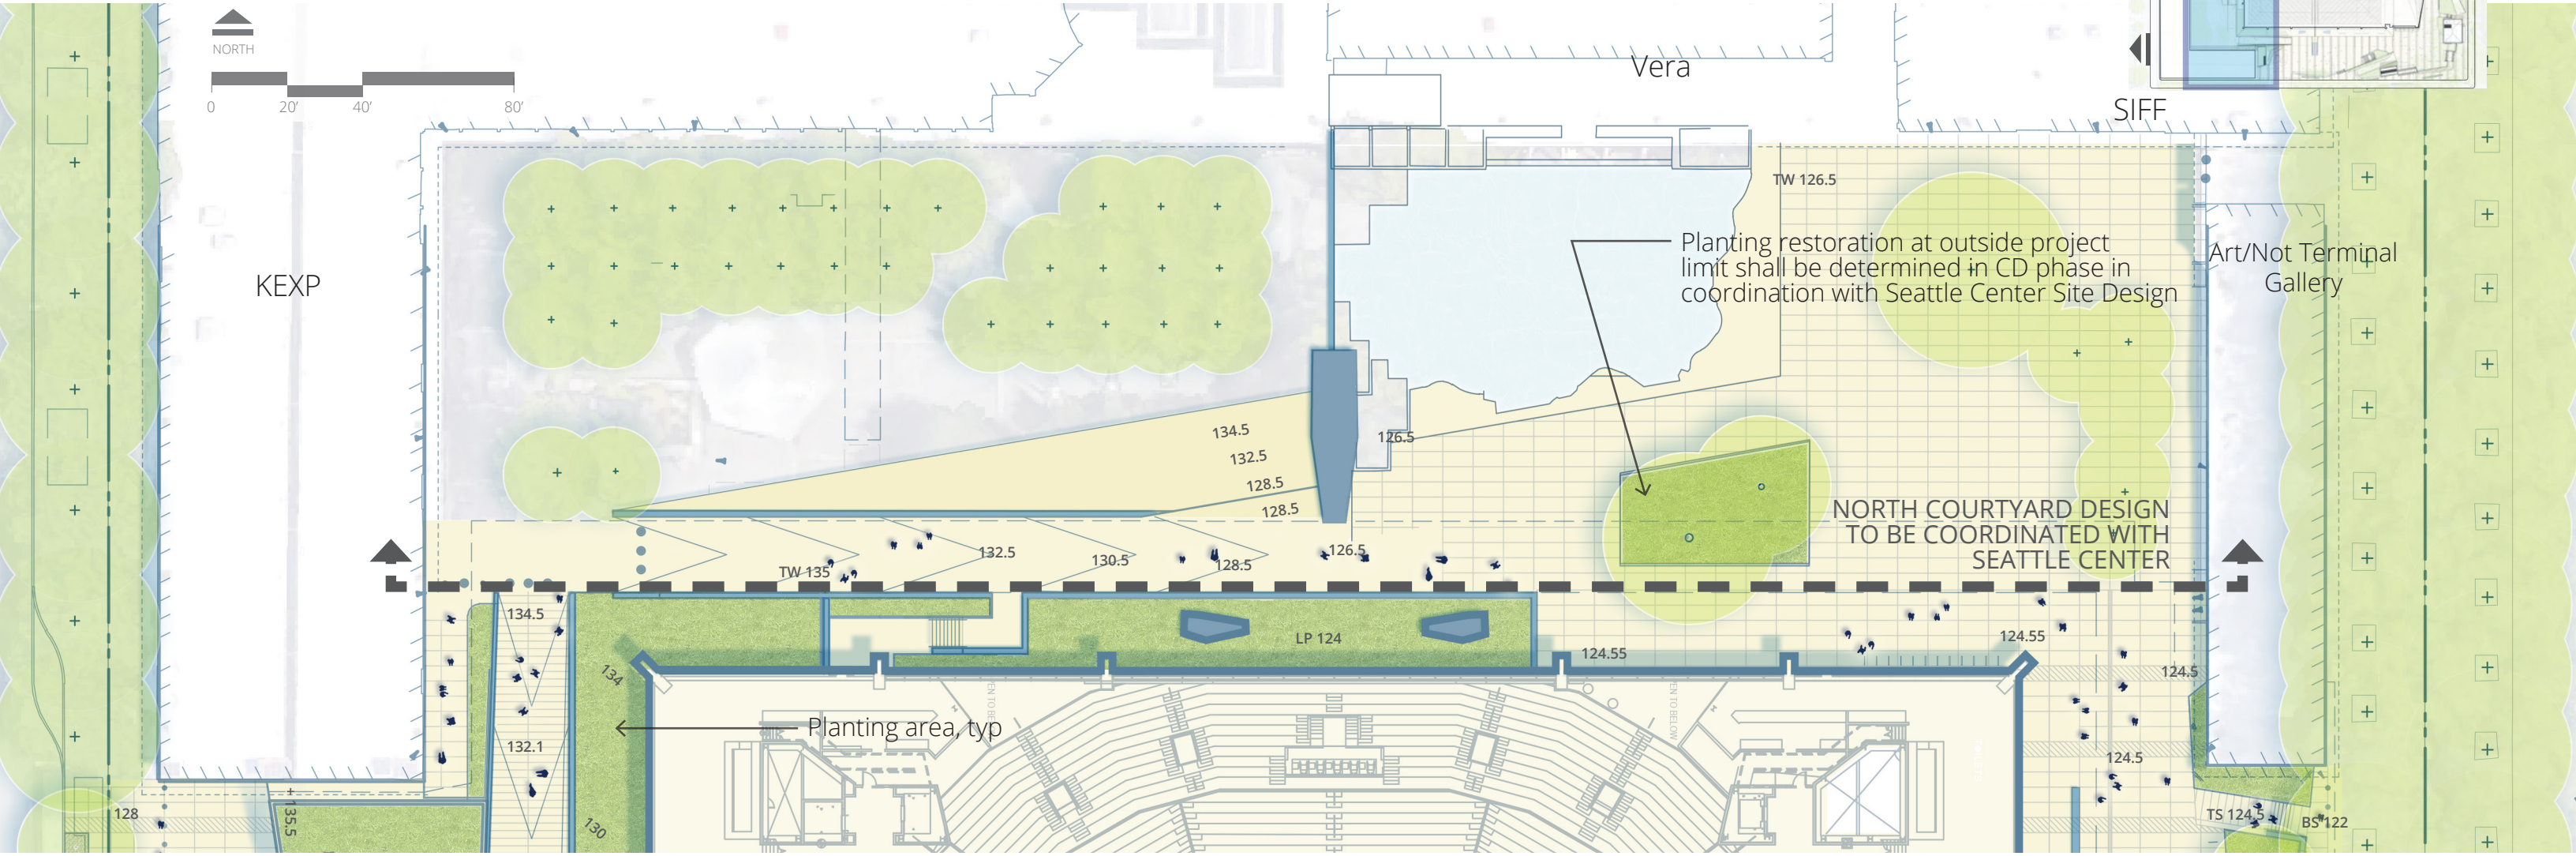 NORTH
0 20' 40' 80'
Vera
SIFF
KEXP
TW 126.5
Planting restoration at outside project
limit shall be determined in CD phase in
coordination with Seattle Center Site Design
Art/Not Terminal
Gallery
134.5
132.5
128.5
128.5
126.5
NORTH COURTYARD DESIGN
TO BE COORDINATED WITH
SEATTLE CENTER
TW 135
132.5
130.5
128.5
126.5
134.5
LP 124
124.55
124.55
124.5
134
Planting area, typ
132.1
124.5
128
+ 135.5
130
TS 124.5
BS 122